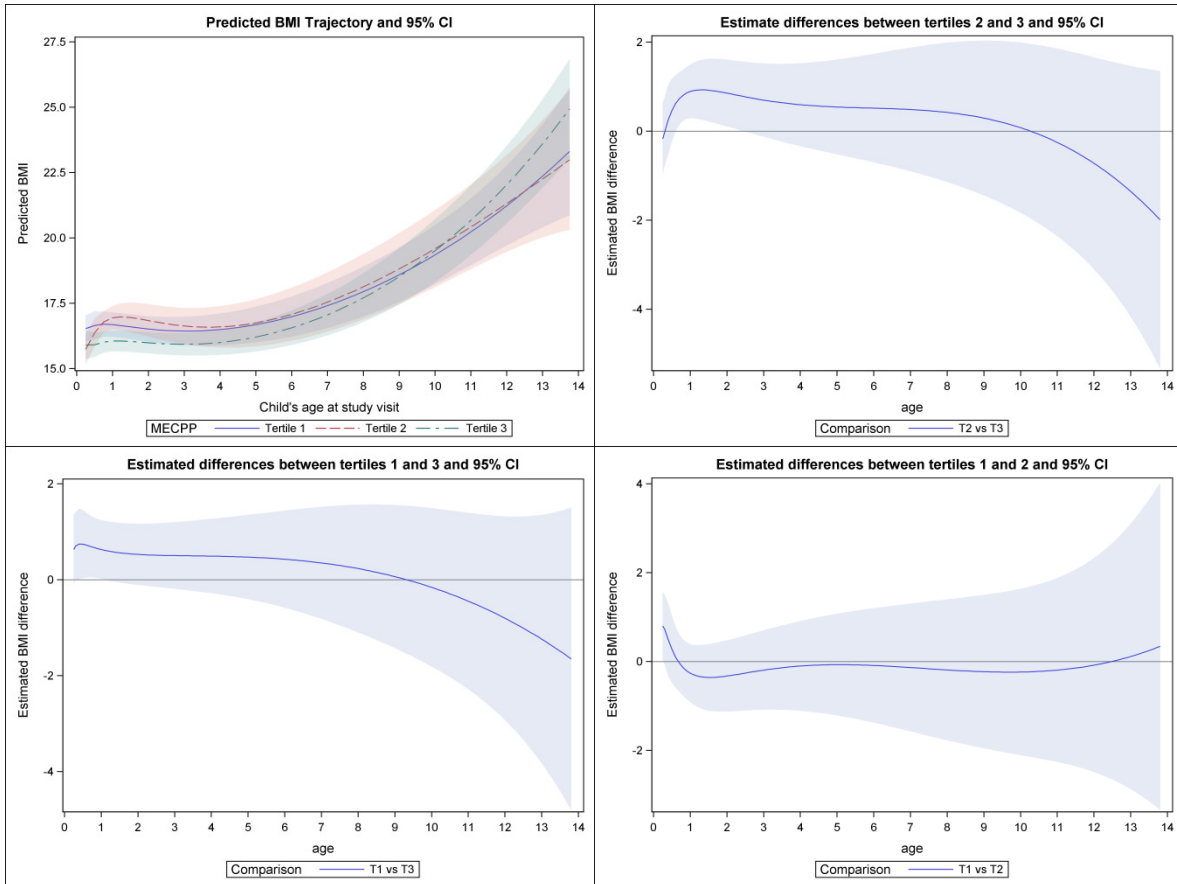 Predicted BMI Trajectory and 95% CI
27.5
25.0
22.5
20.0
17.5
15.0
Predicted BMI
0 1 2 3 4 5 6 7 8 9 10 11 12 13 14
Child's age at study visit
MECPP Tertile 1 Tertile 2 Tertile 3
Estimate differences between tertiles 2 and 3 and 95% CI
2
0
-2
-4
Estimated BMI difference
0 1 2 3 4 5 6 7 8 9 10 11 12 13 14
age
Comparison T2 vs T3
Estimated differences between tertiles 1 and 3 and 95% CI
2
0
-2
-4
Estimated BMI difference
0 1 2 3 4 5 6 7 8 9 10 11 12 13 14
age
Comparison T1 vs T3
Estimated differences between tertiles 1 and 2 and 95% CI
4
2
0
-2
Estimated BMI difference
0 1 2 3 4 5 6 7 8 9 10 11 12 13 14
age
Comparison T1 vs T2